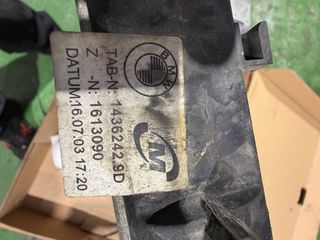 BMW
TAB-N: 1436242.9D
Z -N: 1613090
DATUM:16.07.03 17:20
M